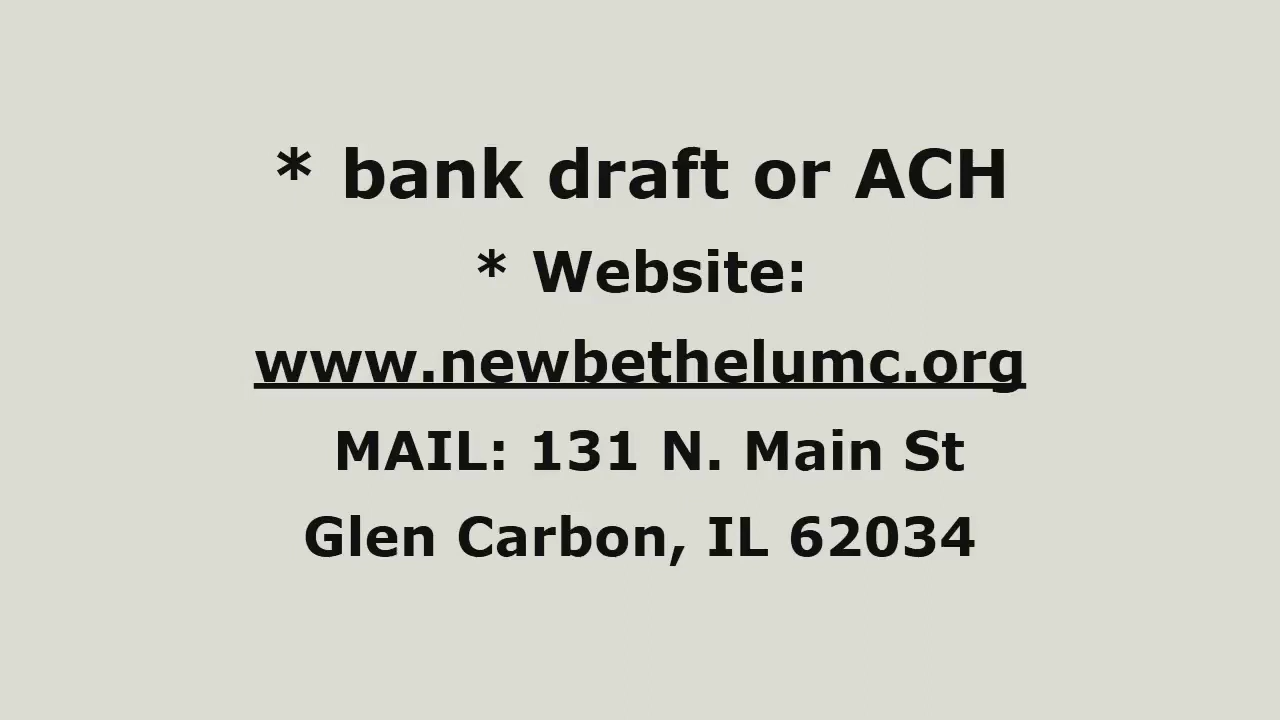 * bank draft or ACH
* Website:
www.newbethelumc.org
MAIL: 131 N. Main St
Glen Carbon, IL 62034